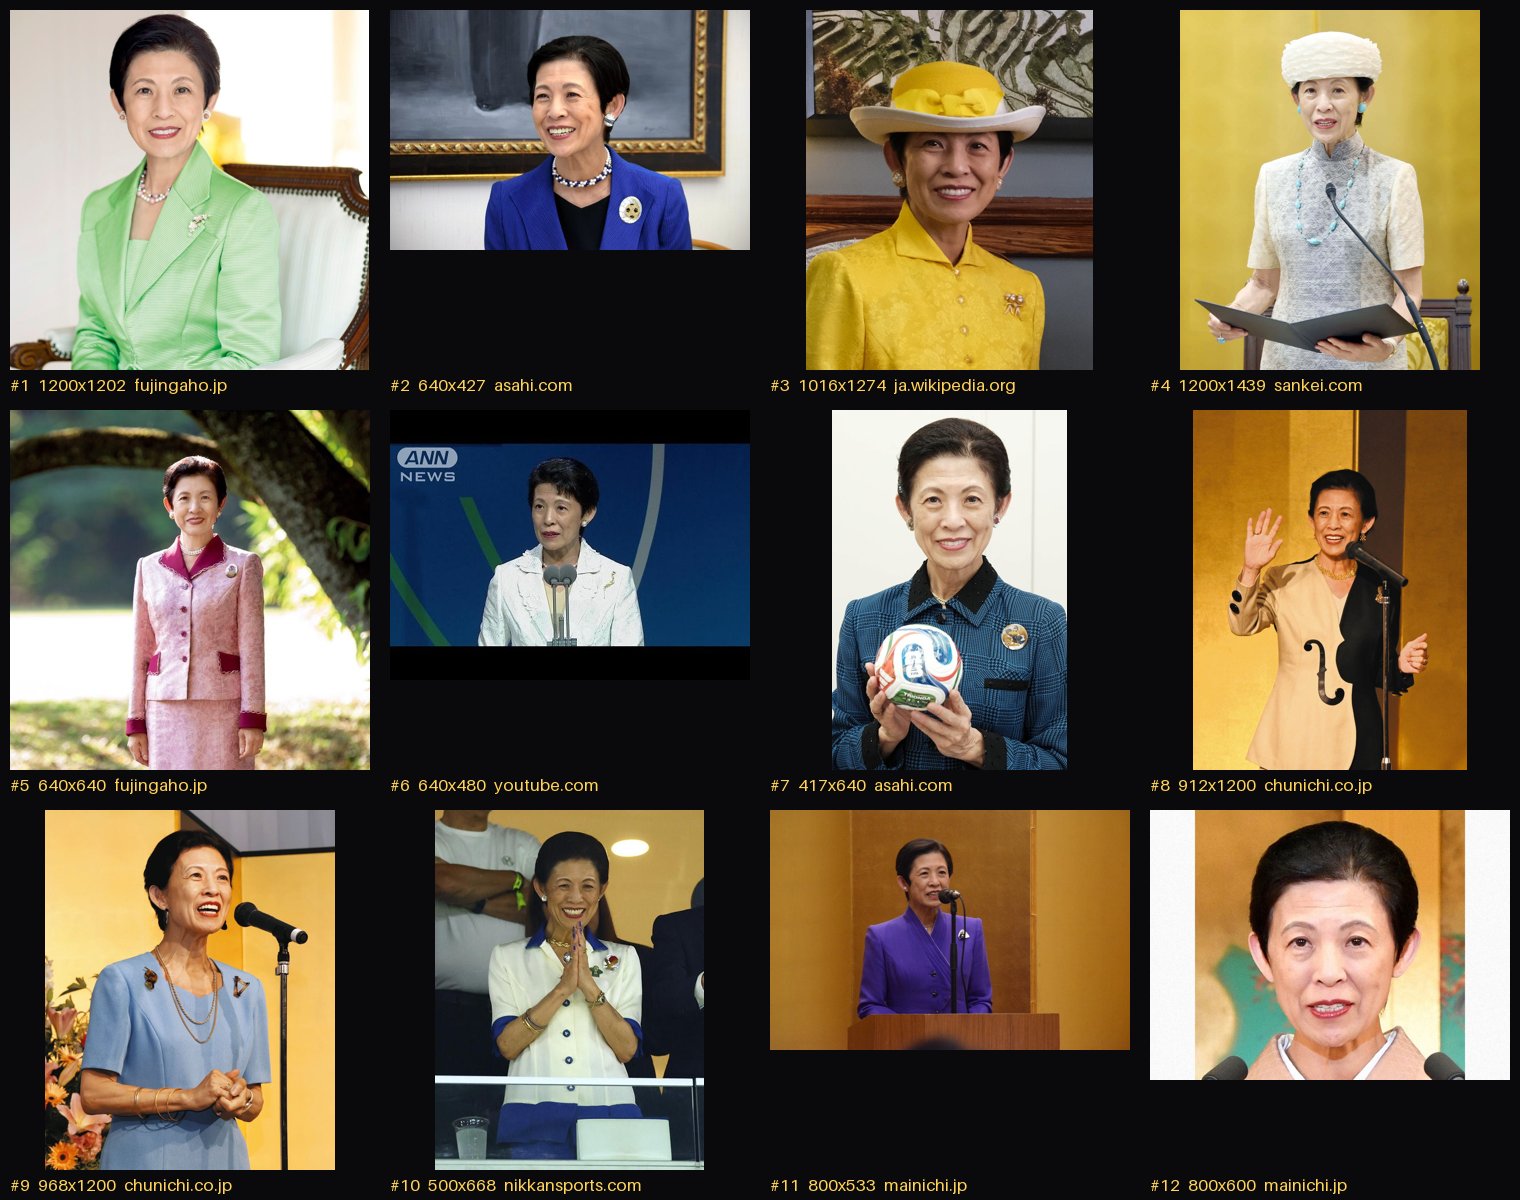 #1 1200x1202 fujingaho.jp
#2 640x427 asahi.com
#3 1016x1274 ja.wikipedia.org
#4 1200x1439 sankei.com
ANN
NEWS
#5 640x640 fujingaho.jp
#6 640x480 youtube.com
TRIONDA
#7 417x640 asahi.com
#8 912x1200 chunichi.co.jp
#9 968x1200 chunichi.co.jp
#10 500x668 nikkansports.com
#11 800x533 mainichi.jp
#12 800x600 mainichi.jp